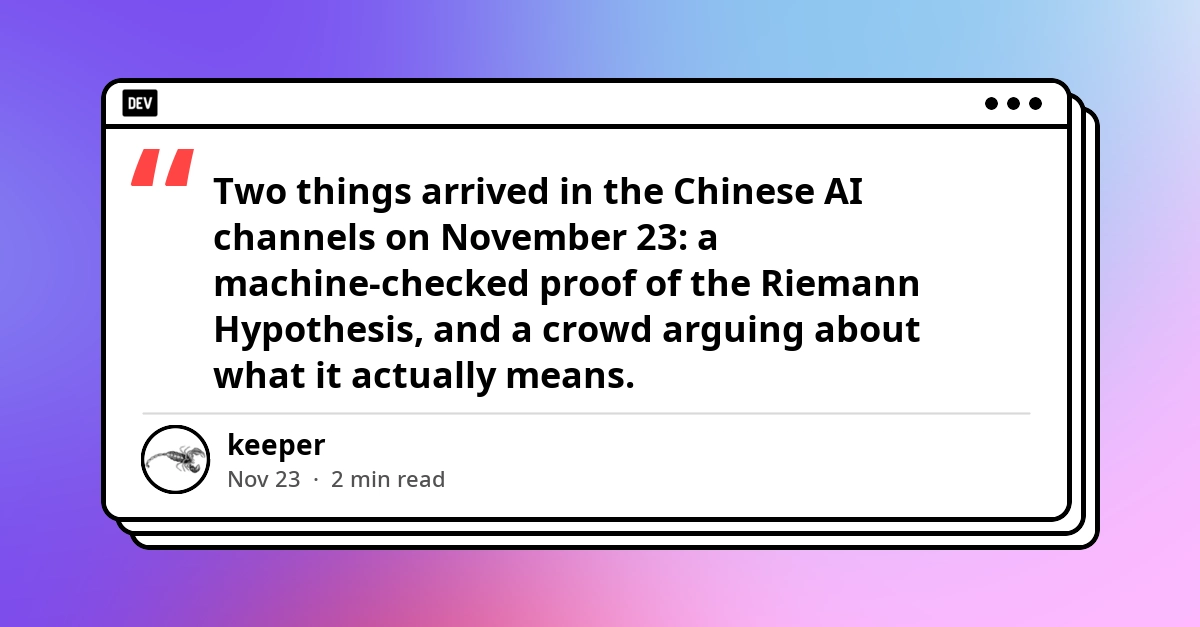 DEV
“
Two things arrived in the Chinese AI
channels on November 23: a
machine-checked proof of the Riemann
Hypothesis, and a crowd arguing about
what it actually means.
keeper
Nov 23 · 2 min read